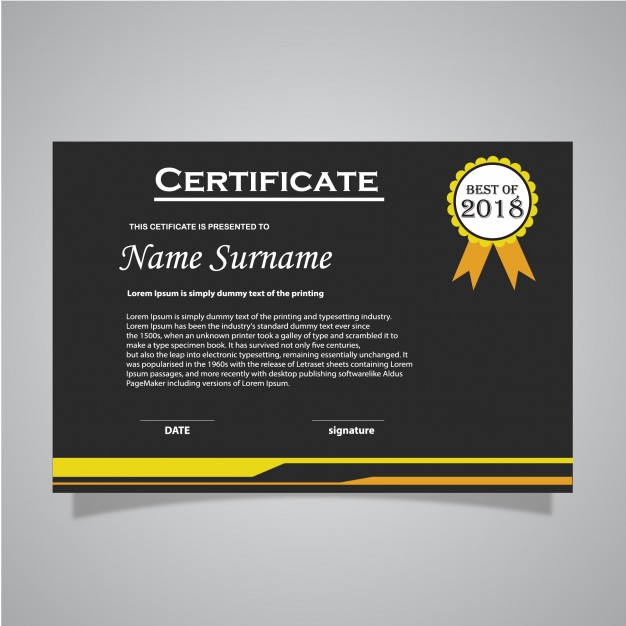 CERTIFICATE
BEST OF
2018
THIS CETIFICATE IS PRESENTED TO
Name Surname
Lorem Ipsum is simply dummy text of the printing
Lorem Ipsum is simply dummy text of the printing and typesetting industry.
Lorem Ipsum has been the industry's standard dummy text ever since
the 1500s, when an unknown printer took a galley of type and scrambled it to
make a type specimen book. It has survived not only five centuries,
but also the leap into electronic typesetting, remaining essentially unchanged. It
was popularised in the 1960s with the release of Letraset sheets containing Lorem
Ipsum passages, and more recently with desktop publishing softwarelike Aldus
PageMaker including versions of Lorem Ipsum.
DATE
signature